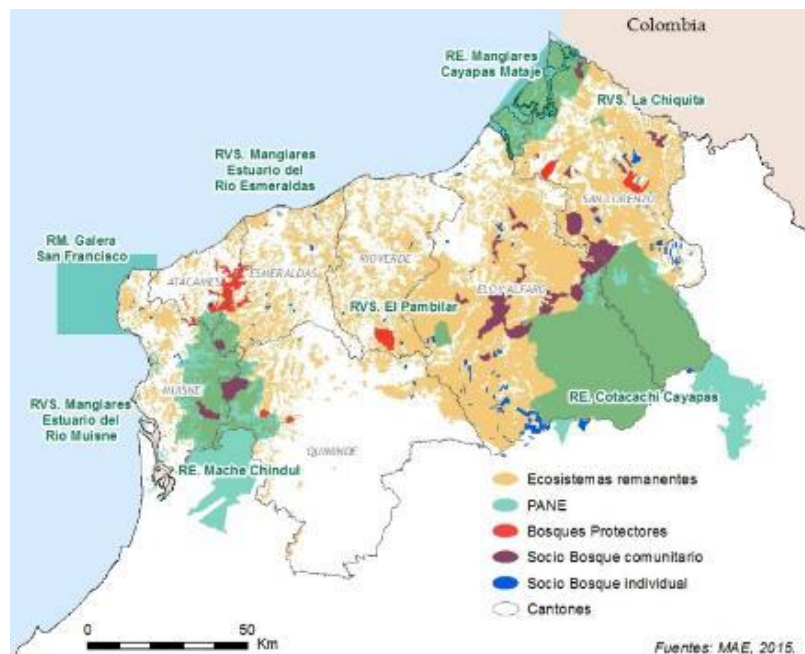 Colombia
RE. Manglares
Cayapas Mataje
RVS. La Chiquita
RVS. Manglares
Estuario del
Río Esmeraldas
SAN LORENZO
RM. Galera
San Francisco
ATACAMES
ESMERALDAS
RIOVERDE
ELOY ALFARO
RVS. El Pambilar
MUISNE
RVS. Manglares
Estuario del
Río Muisne
RE. Cotacachi Cayapas
QUININDE
RE. Mache Chindul
Ecosistemas remanentes
PANE
Bosques Protectores
Socio Bosque comunitario
Socio Bosque individual
Cantones
0 50
Km
Fuentes: MAE, 2015.